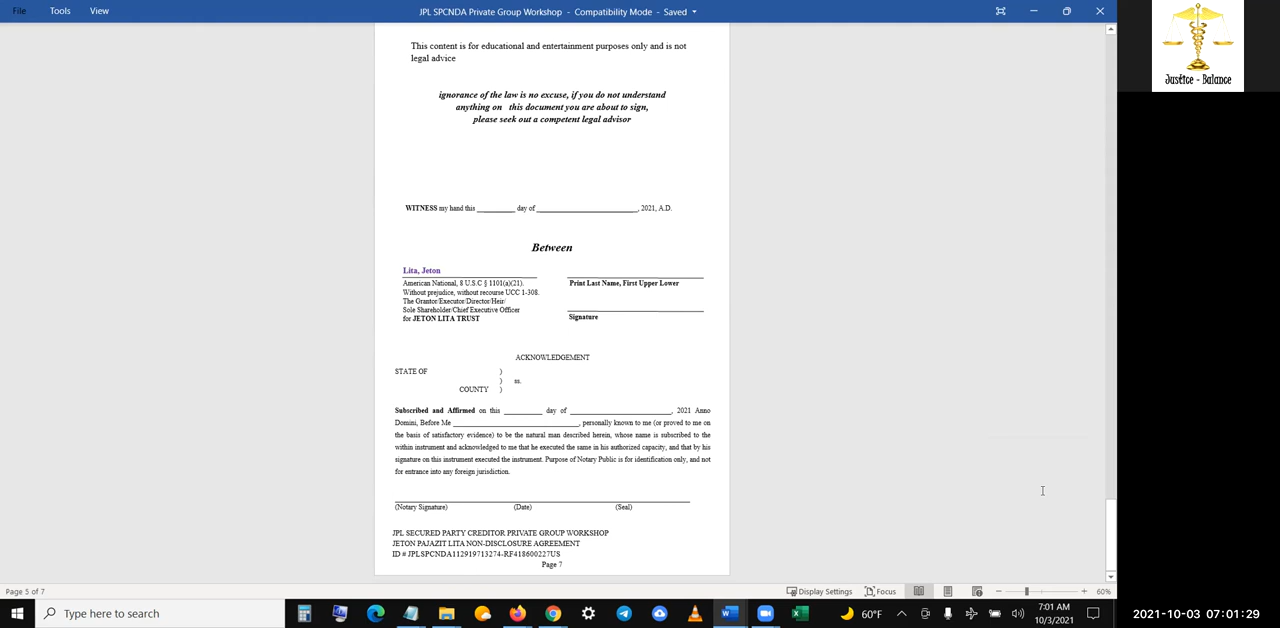 File Tools View JPL SPCNDA Private Group Workshop - Compatibility Mode - Saved
This content is for educational and entertainment purposes only and is not
legal advice
ignorance of the law is no excuse, if you do not understand
anything on this document you are about to sign,
please seek out a competent legal advisor
WITNESS my hand this ________ day of ______________________, 2021, A.D.
Between
Lita, Jeton
American National, 8 U.S.C § 1101(a)(21).
Without prejudice, without recourse UCC 1-308.
The Grantor/Executor/Director/Heir/
Sole Shareholder/Chief Executive Officer
for JETON LITA TRUST
Print Last Name, First Upper Lower
Signature
ACKNOWLEDGEMENT
STATE OF )
) ss.
COUNTY )
Subscribed and Affirmed on this ________ day of ______________________, 2021 Anno
Domini, Before Me ____________________________, personally known to me (or proved to me on
the basis of satisfactory evidence) to be the natural man described herein, whose name is subscribed to the
within instrument and acknowledged to me that he executed the same in his authorized capacity, and that by his
signature on this instrument executed the instrument. Purpose of Notary Public is for identification only, and not
for entrance into any foreign jurisdiction.
(Notary Signature) (Date) (Seal)
JPL SECURED PARTY CREDITOR PRIVATE GROUP WORKSHOP
JETON PAJAZIT LITA NON-DISCLOSURE AGREEMENT
ID # JPLSPCNDA112919713274-RF418600227US
Page 7
Page 5 of 7 Display Settings Focus 60%
Type here to search
60°F
7:01 AM
10/3/2021
Justice - Balance
2021-10-03 07:01:29